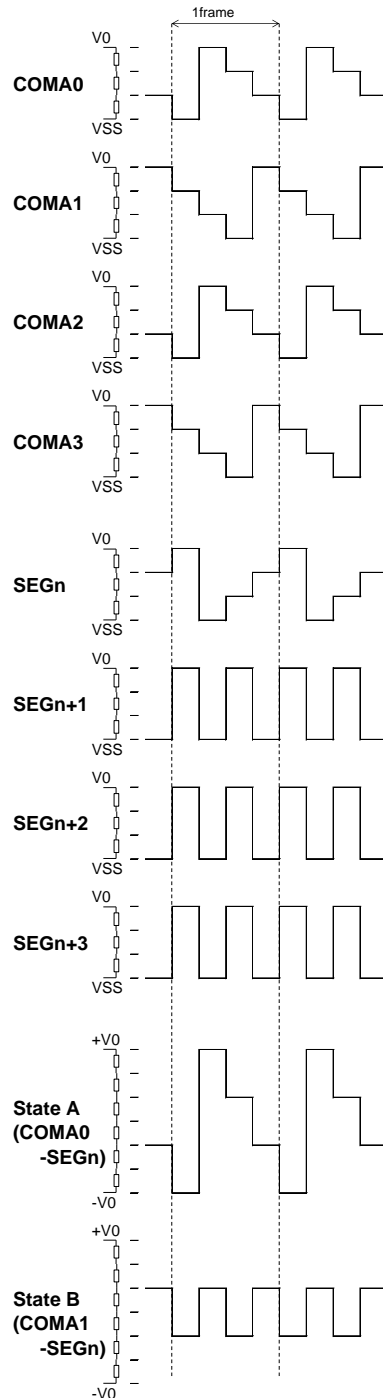 1frame
V0
COMA0
VSS
V0
COMA1
VSS
V0
COMA2
VSS
V0
COMA3
VSS
V0
SEGn
VSS
V0
SEGn+1
VSS
V0
SEGn+2
VSS
V0
SEGn+3
VSS
+V0
State A
(COMA0
-SEGn)
-V0
+V0
State B
(COMA1
-SEGn)
-V0